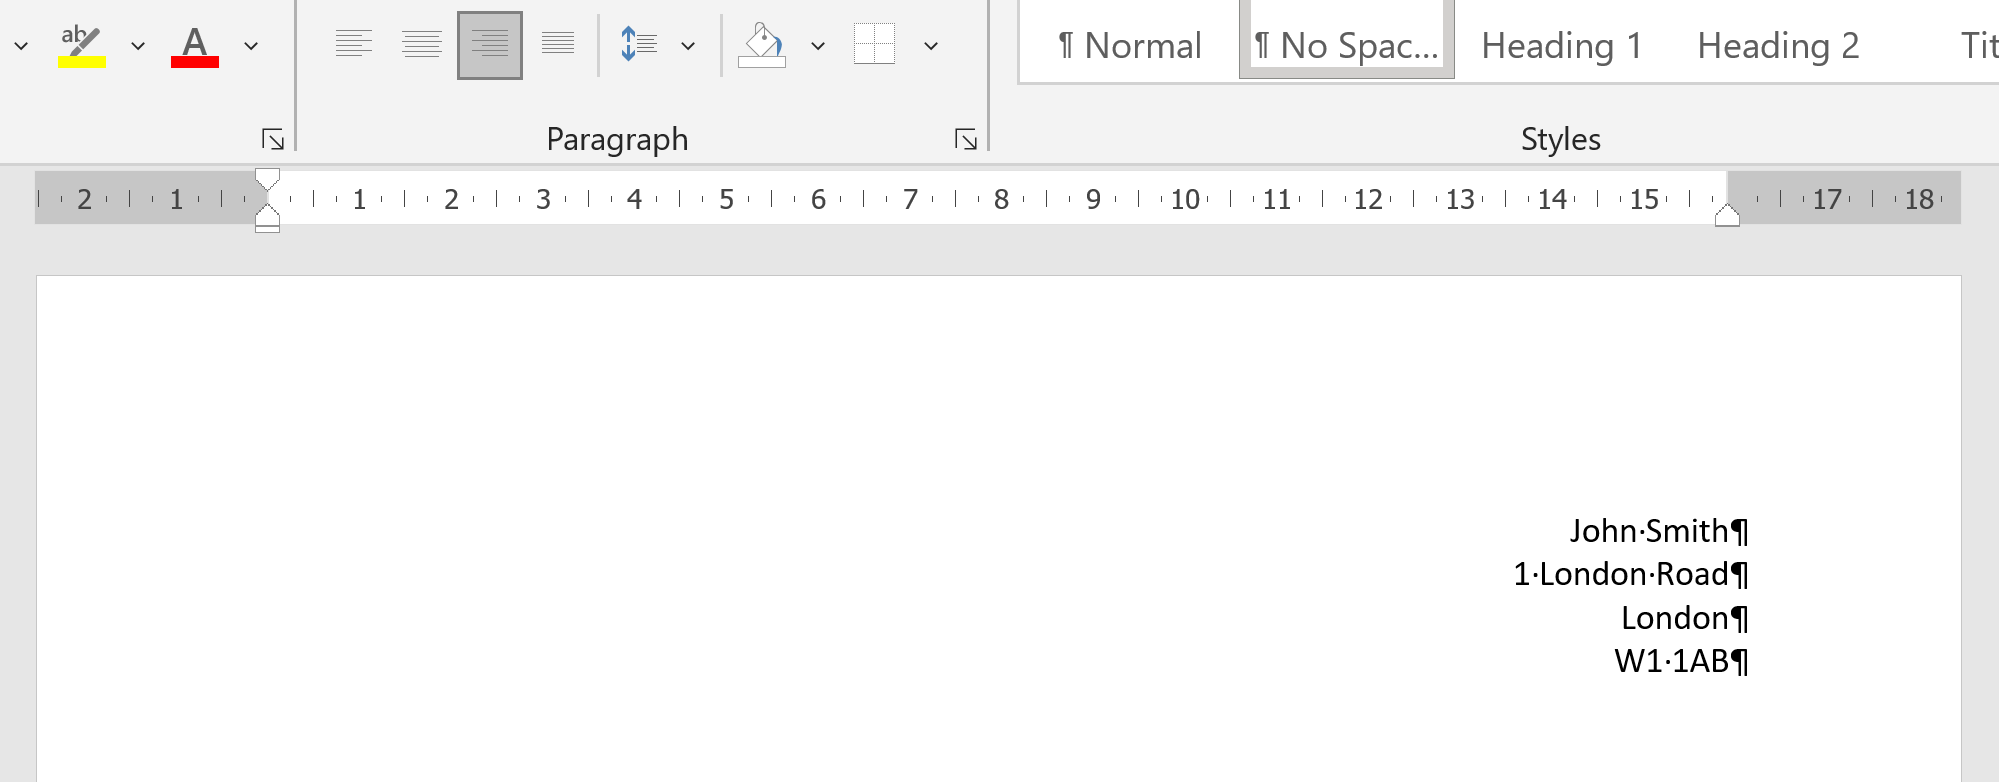 ab A ¶ Normal ¶ No Spac... Heading 1 Heading 2 Tit
Paragraph Styles
2 1 1 2 3 4 5 6 7 8 9 10 11 12 13 14 15 17 18
John·Smith¶
1·London·Road¶
London¶
W1·1AB¶